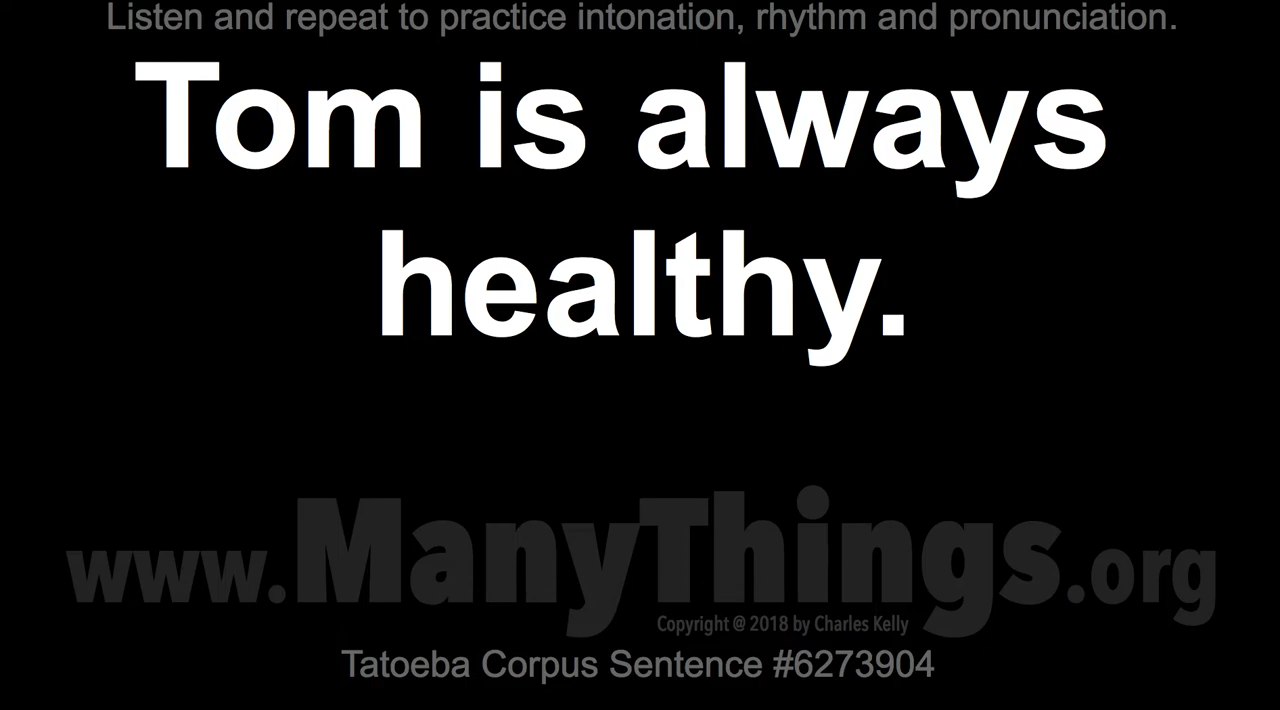 Listen and repeat to practice intonation, rhythm and pronunciation.
Tom is always
healthy.
www.ManyThings.org
Copyright @ 2018 by Charles Kelly
Tatoeba Corpus Sentence #6273904